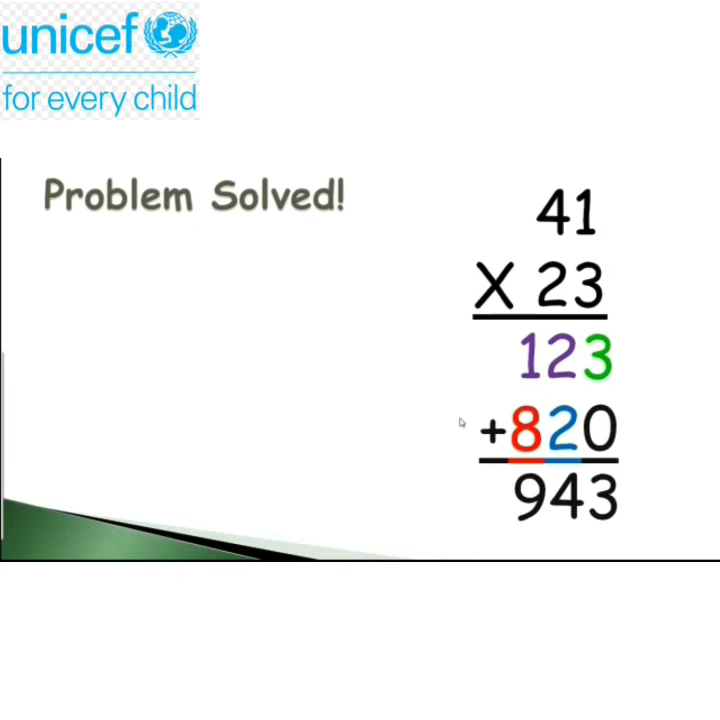 unicef
for every child
Problem Solved!
41
X 23
123
+820
943